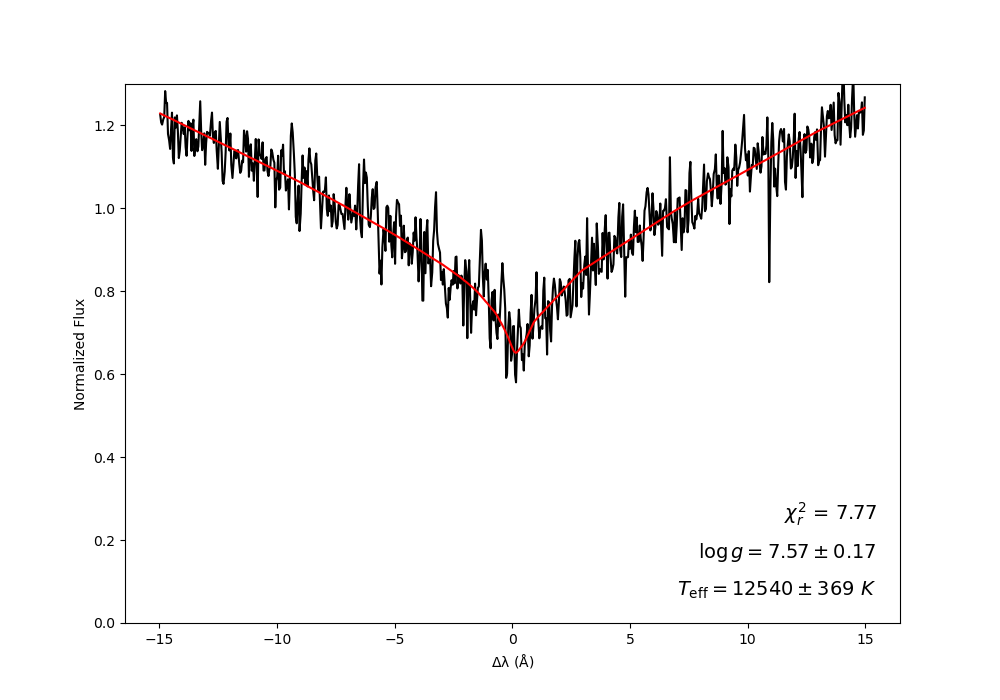 1.2
1.0
0.8
0.6
0.4
0.2
0.0
Normalized Flux
χ²ᵣ = 7.77
log g = 7.57 ± 0.17
T_eff = 12540 ± 369 K
−15 −10 −5 0 5 10 15
Δλ (Å)